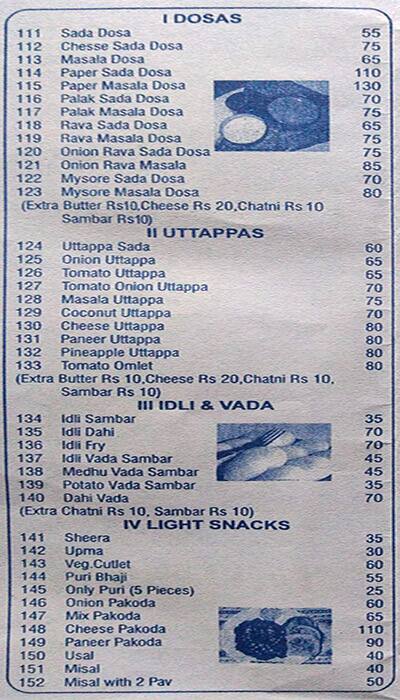 I DOSAS
111 Sada Dosa 55
112 Chesse Sada Dosa 75
113 Masala Dosa 65
114 Paper Sada Dosa 110
115 Paper Masala Dosa 130
116 Palak Sada Dosa 70
117 Palak Masala Dosa 75
118 Rava Sada Dosa 65
119 Rava Masala Dosa 75
120 Onion Rava Sada Dosa 75
121 Onion Rava Masala 85
122 Mysore Sada Dosa 70
123 Mysore Masala Dosa 80
(Extra Butter Rs10,Cheese Rs 20,Chatni Rs 10
Sambar Rs10)
II UTTAPPAS
124 Uttappa Sada 60
125 Onion Uttappa 65
126 Tomato Uttappa 65
127 Tomato Onion Uttappa 70
128 Masala Uttappa 75
129 Coconut Uttappa 70
130 Cheese Uttappa 80
131 Paneer Uttappa 80
132 Pineapple Uttappa 80
133 Tomato Omlet 80
(Extra Butter Rs 10,Cheese Rs 20,Chatni Rs 10,
Sambar Rs 10)
III IDLI & VADA
134 Idli Sambar 35
135 Idli Dahi 70
136 Idli Fry 70
137 Idli Vada Sambar 45
138 Medhu Vada Sambar 45
139 Potato Vada Sambar 35
140 Dahi Vada 70
(Extra Chatni Rs 10, Sambar Rs 10)
IV LIGHT SNACKS
141 Sheera 35
142 Upma 30
143 Veg.Cutlet 60
144 Puri Bhaji 55
145 Only Puri (5 Pieces) 25
146 Onion Pakoda 60
147 Mix Pakoda 65
148 Cheese Pakoda 110
149 Paneer Pakoda 90
150 Usal 40
151 Misal 40
152 Misal with 2 Pav 50